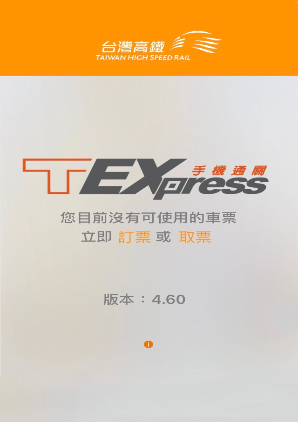 台灣高鐵
TAIWAN HIGH SPEED RAIL
手機通關
TEXpress
您目前沒有可使用的車票
立即 訂票 或 取票
版本：4.60
i